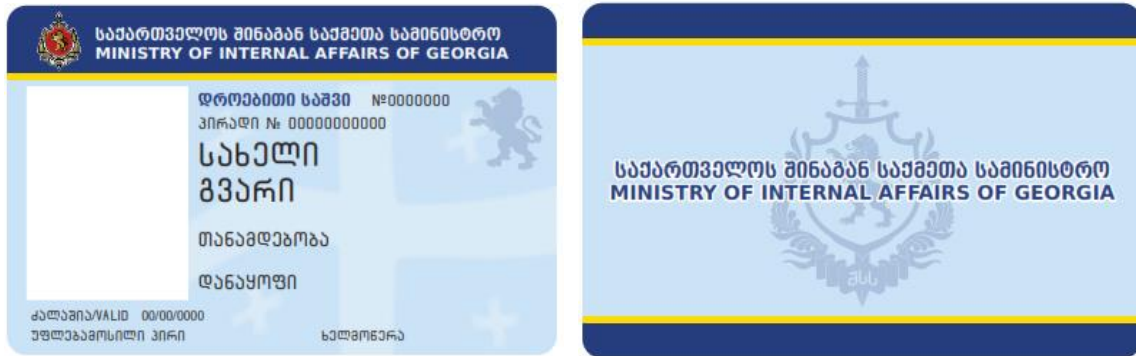 საქართველოს შინაგან საქმეთა სამინისტრო
MINISTRY OF INTERNAL AFFAIRS OF GEORGIA
დროებითი საშვი №0000000
პირადი № 00000000000
სახელი
გვარი
თანამდებობა
დანაყოფი
ძალაშია/VALID 00/00/0000
უფლებამოსილი პირი ხელმოწერა
საქართველოს შინაგან საქმეთა სამინისტრო
MINISTRY OF INTERNAL AFFAIRS OF GEORGIA
შსს